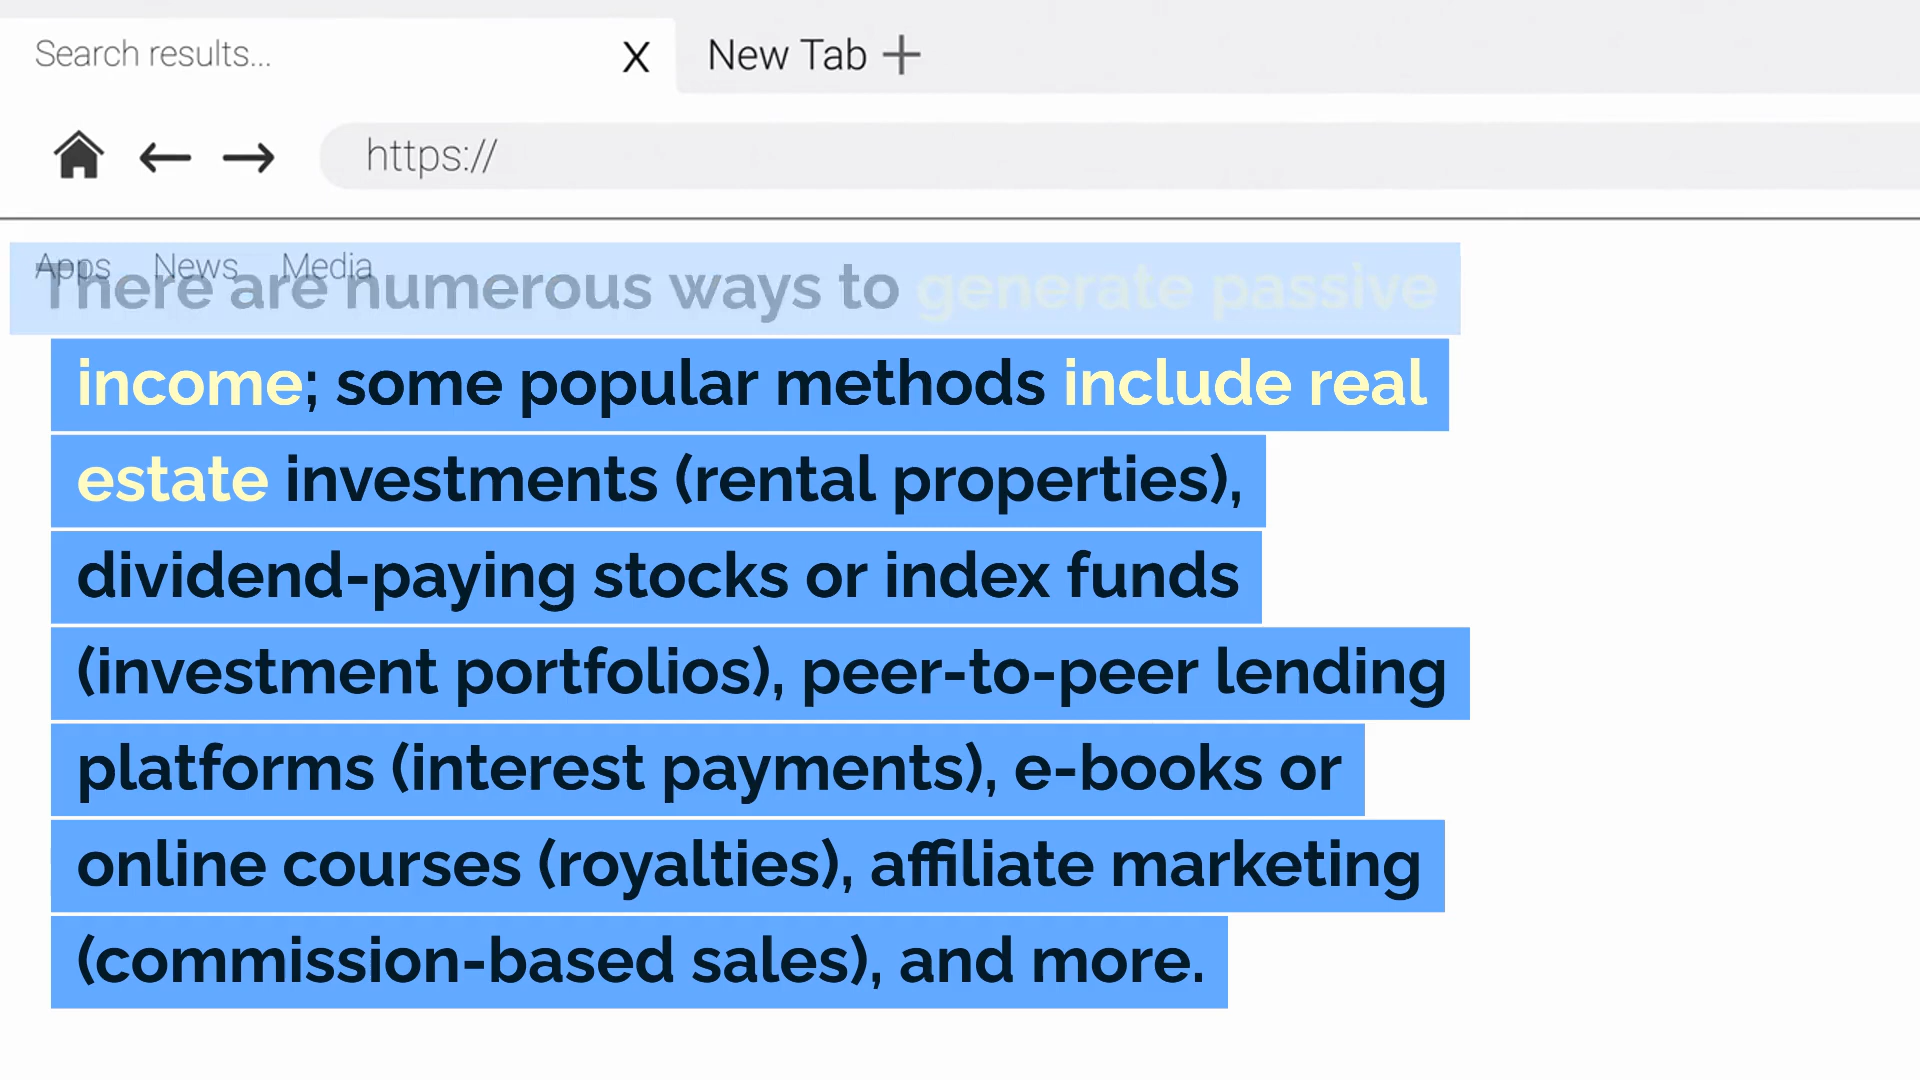 Search results...
X
New Tab +
https://
Apps News Media
There are numerous ways to generate passive
income; some popular methods include real
estate investments (rental properties),
dividend-paying stocks or index funds
(investment portfolios), peer-to-peer lending
platforms (interest payments), e-books or
online courses (royalties), affiliate marketing
(commission-based sales), and more.